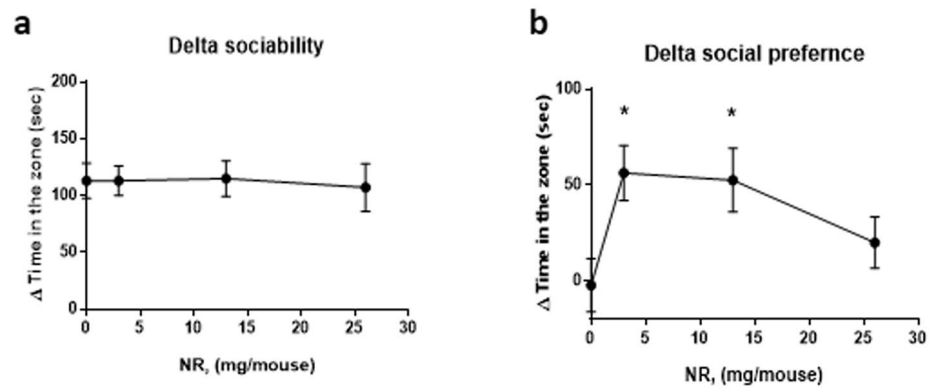 a
Delta sociability
200
150
100
50
0
Δ Time in the zone (sec)
0 5 10 15 20 25 30
NR, (mg/mouse)
b
Delta social prefernce
100
50
0
Δ Time in the zone (sec)
* *
0 5 10 15 20 25 30
NR, (mg/mouse)